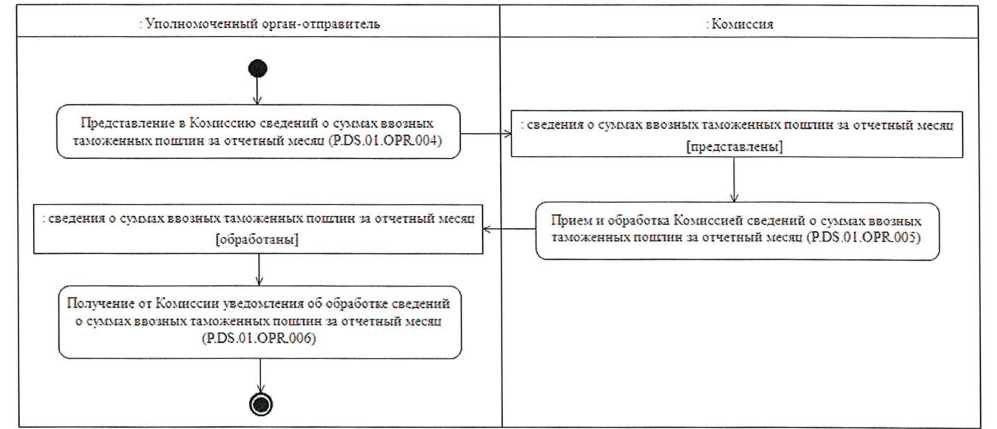 : Уполномоченный орган-отправитель
: Комиссия
Представление в Комиссию сведений о суммах ввозных
таможенных пошлин за отчетный месяц (P.DS.01.OPR.004)
: сведения о суммах ввозных таможенных пошлин за отчетный месяц
[представлены]
Прием и обработка Комиссией сведений о суммах ввозных
таможенных пошлин за отчетный месяц (P.DS.01.OPR.005)
: сведения о суммах ввозных таможенных пошлин за отчетный месяц
[обработаны]
Получение от Комиссии уведомления об обработке сведений
о суммах ввозных таможенных пошлин за отчетный месяц
(P.DS.01.OPR.006)